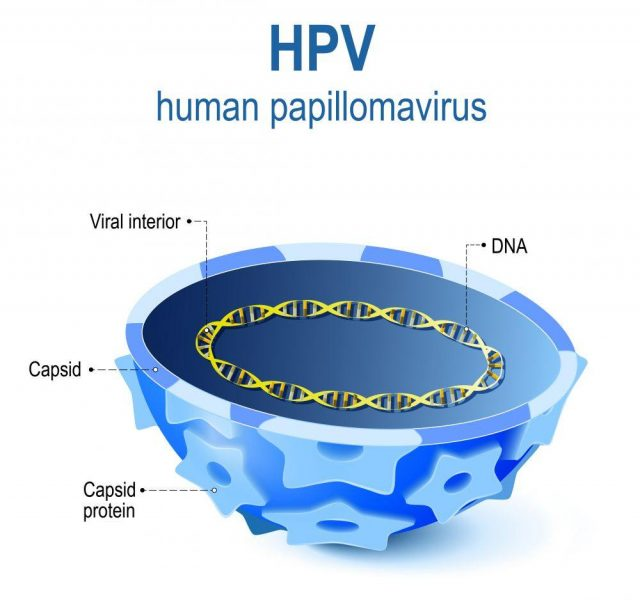 HPV
human papillomavirus
Viral interior
DNA
Capsid
Capsid
protein